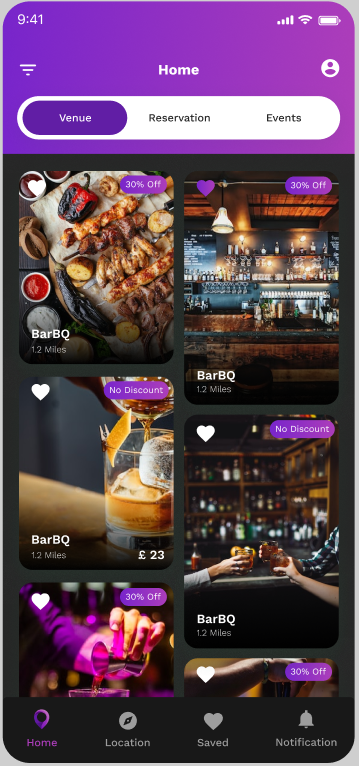 9:41
Home
Venue
Reservation
Events
30% Off
BarBQ
1.2 Miles
30% Off
BarBQ
1.2 Miles
No Discount
BarBQ
1.2 Miles
£ 23
No Discount
BarBQ
1.2 Miles
30% Off
30% Off
Home
Location
Saved
Notification